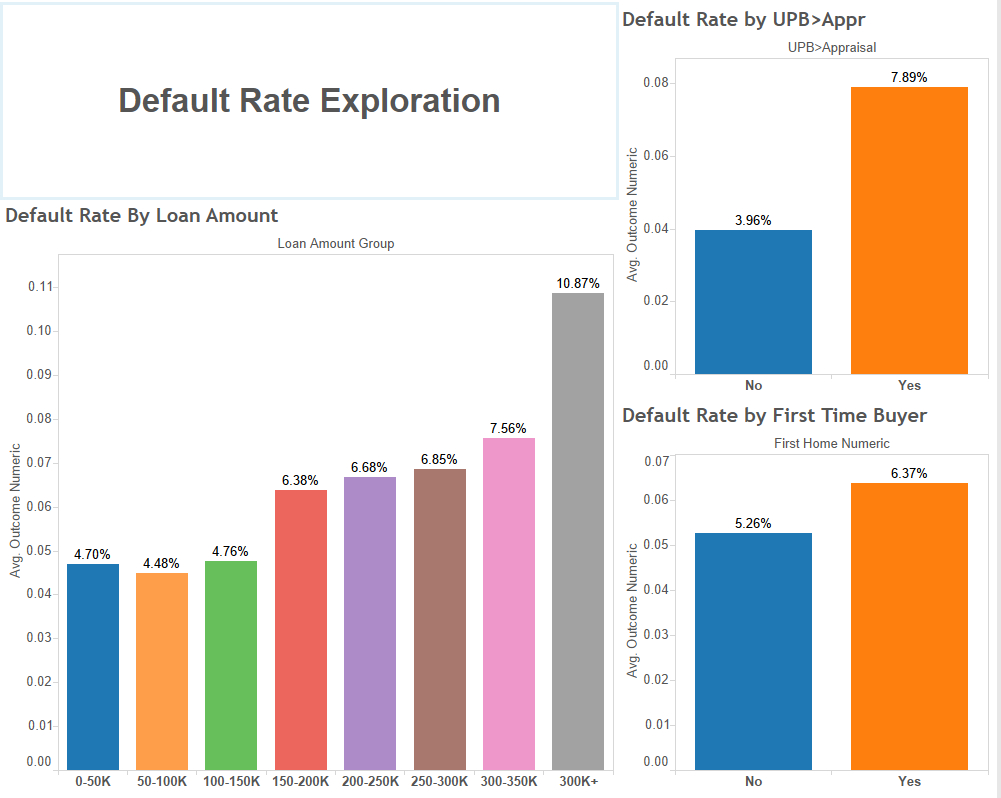 Default Rate Exploration
Default Rate By Loan Amount
Loan Amount Group
Avg. Outcome Numeric
0.11
0.10
0.09
0.08
0.07
0.06
0.05
0.04
0.03
0.02
0.01
0.00
4.70%
4.48%
4.76%
6.38%
6.68%
6.85%
7.56%
10.87%
0-50K 50-100K 100-150K 150-200K 200-250K 250-300K 300-350K 300K+
Default Rate by UPB>Appr
UPB>Appraisal
Avg. Outcome Numeric
0.08
0.06
0.04
0.02
0.00
3.96%
7.89%
No Yes
Default Rate by First Time Buyer
First Home Numeric
Avg. Outcome Numeric
0.07
0.06
0.05
0.04
0.03
0.02
0.01
0.00
5.26%
6.37%
No Yes